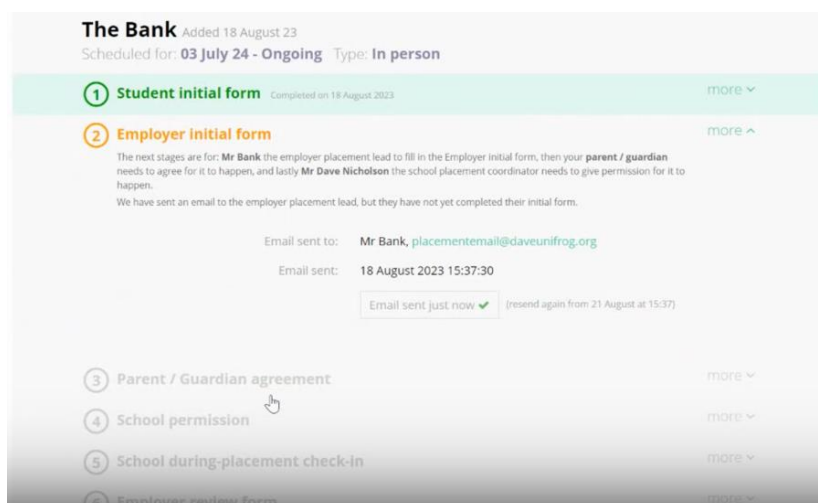 The Bank Added 18 August 23
Scheduled for: 03 July 24 - Ongoing Type: In person
1 Student initial form Completed on 18 August 2023 more
2 Employer initial form more
The next stages are for: Mr Bank the employer placement lead to fill in the Employer initial form, then your parent / guardian
needs to agree for it to happen, and lastly Mr Dave Nicholson the school placement coordinator needs to give permission for it to
happen.
We have sent an email to the employer placement lead, but they have not yet completed their initial form.
Email sent to: Mr Bank, placementemail@daveunifrog.org
Email sent: 18 August 2023 15:37:30
Email sent just now ✔ (resend again from 21 August at 15:37)
3 Parent / Guardian agreement more
4 School permission more
5 School during-placement check-in more
6 Employer review form more